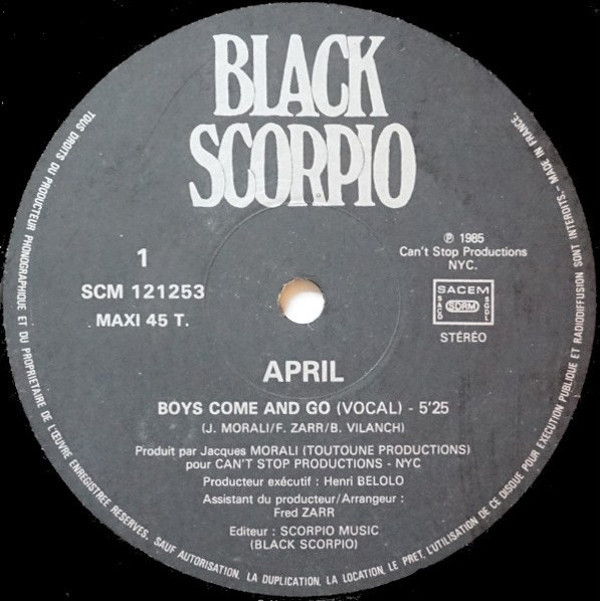 BLACK
SCORPIO
1
SCM 121253
MAXI 45 T.
℗ 1985
Can't Stop Productions
NYC.
SACEM
SACD
SDRM
SGDL
STÉRÉO
APRIL
BOYS COME AND GO (VOCAL) - 5'25
(J. MORALI/F. ZARR/B. VILANCH)
Produit par Jacques MORALI (TOUTOUNE PRODUCTIONS)
pour CAN'T STOP PRODUCTIONS - NYC
Producteur exécutif : Henri BELOLO
Assistant du producteur/Arrangeur :
Fred ZARR
Editeur : SCORPIO MUSIC
(BLACK SCORPIO)
TOUS DROITS DU PRODUCTEUR PHONOGRAPHIQUE ET DU PROPRIETAIRE DE L'ŒUVRE ENREGISTREE RESERVES. SAUF AUTORISATION, LA DUPLICATION, LA LOCATION, LE PRET, L'UTILISATION DE CE DISQUE POUR EXECUTION PUBLIQUE ET RADIODIFFUSION SONT INTERDITS.- MADE IN FRANCE.